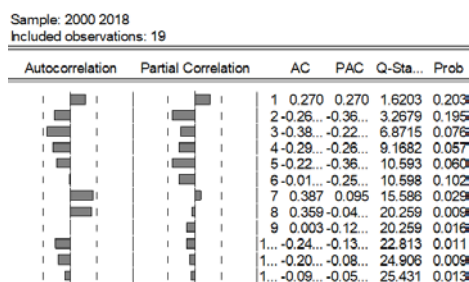 Sample: 2000 2018
Included observations: 19
Autocorrelation Partial Correlation AC PAC Q-Sta... Prob
1 0.270 0.270 1.6203 0.203
2 -0.26... -0.36... 3.2679 0.195
3 -0.38... -0.22... 6.8715 0.076
4 -0.29... -0.26... 9.1682 0.057
5 -0.22... -0.36... 10.593 0.060
6 -0.01... -0.25... 10.598 0.102
7 0.387 0.095 15.586 0.029
8 0.359 -0.04... 20.259 0.009
9 0.003 -0.12... 20.259 0.016
1... -0.24... -0.13... 22.813 0.011
1... -0.20... -0.08... 24.906 0.009
1... -0.09... -0.05... 25.431 0.013